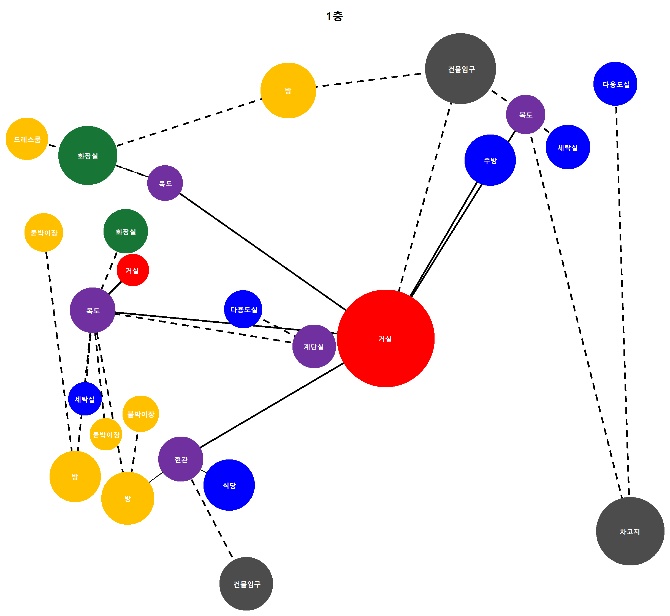 1층
건물입구
다용도실
방
복도
드레스룸
화장실
세탁실
주방
복도
붙박이장
화장실
거실
복도
다용도실
계단실
거실
세탁실
붙박이장
붙박이장
현관
방
식당
방
차고지
건물입구